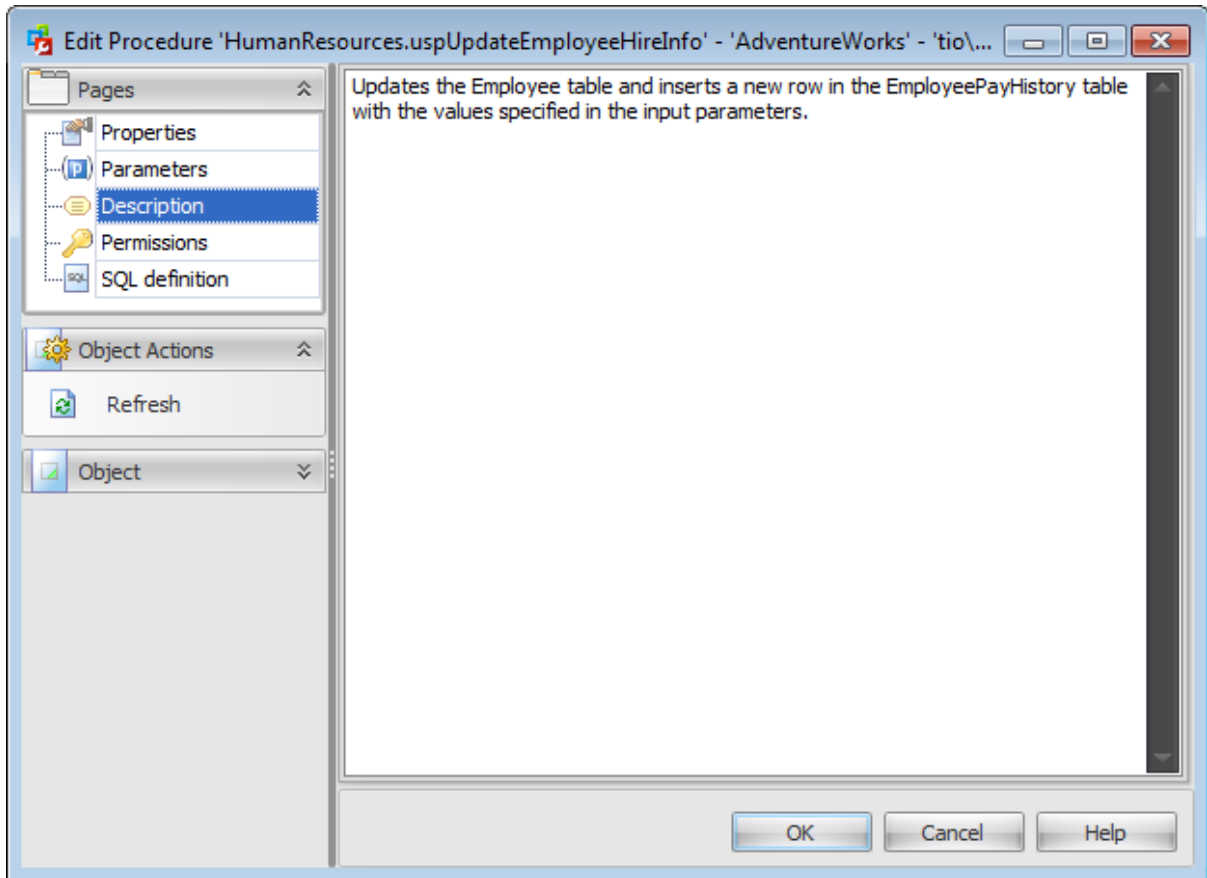 Edit Procedure 'HumanResources.uspUpdateEmployeeHireInfo' - 'AdventureWorks' - 'tio\...
Pages
Properties
Parameters
Description
Permissions
SQL definition
Object Actions
Refresh
Object
Updates the Employee table and inserts a new row in the EmployeePayHistory table
with the values specified in the input parameters.
OK
Cancel
Help